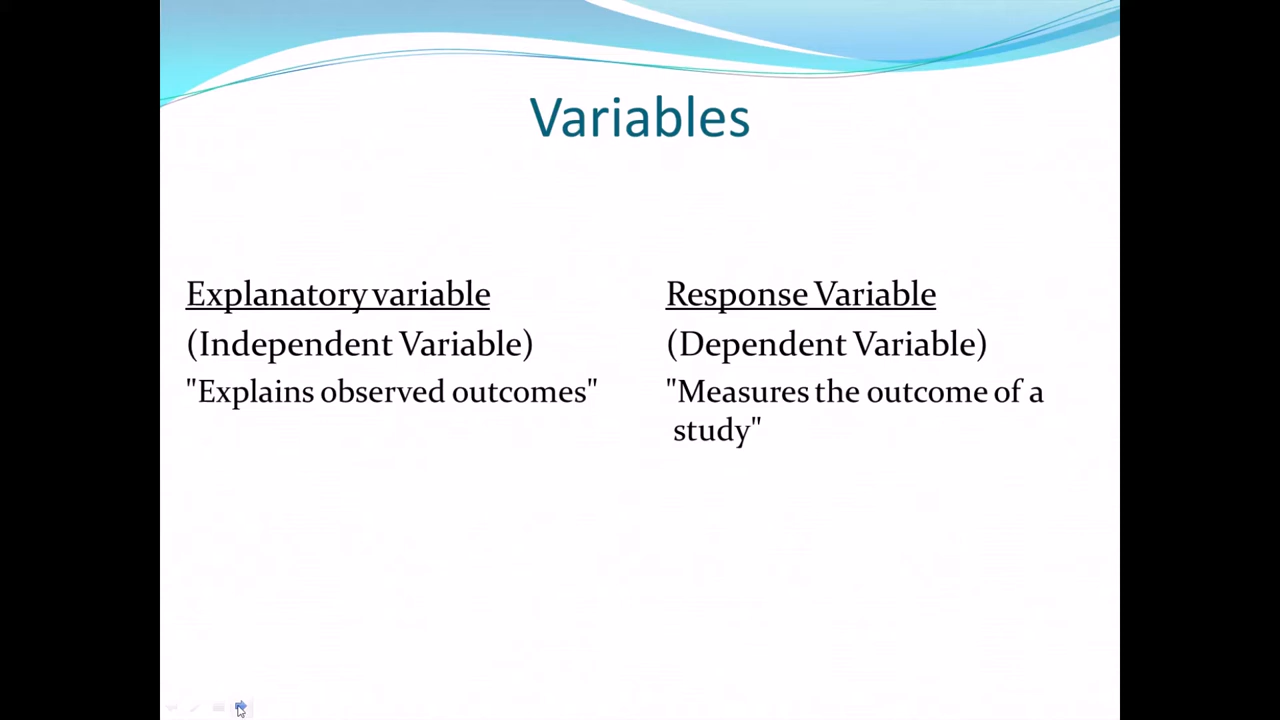 Variables
Explanatory variable
(Independent Variable)
"Explains observed outcomes"
Response Variable
(Dependent Variable)
"Measures the outcome of a
study"